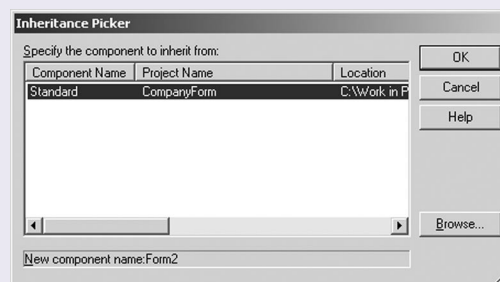 Inheritance Picker
Specify the component to inherit from:
Component Name Project Name Location
Standard CompanyForm C:\Work in P
OK
Cancel
Help
Browse...
New component name:Form2